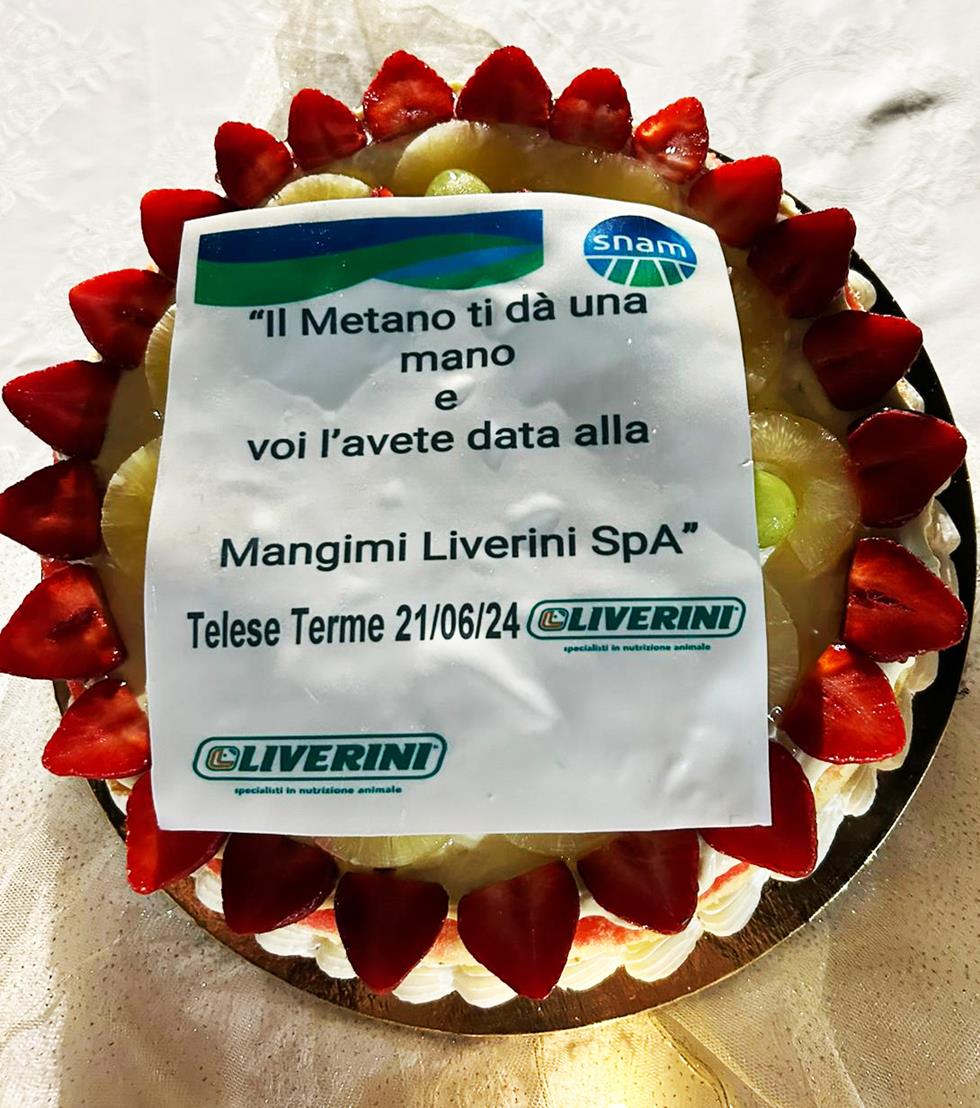 snam
“Il Metano ti dà una
mano
e
voi l’avete data alla
Mangimi Liverini SpA”
Telese Terme 21/06/24 LIVERINI
specialisti in nutrizione animale
LIVERINI
specialisti in nutrizione animale